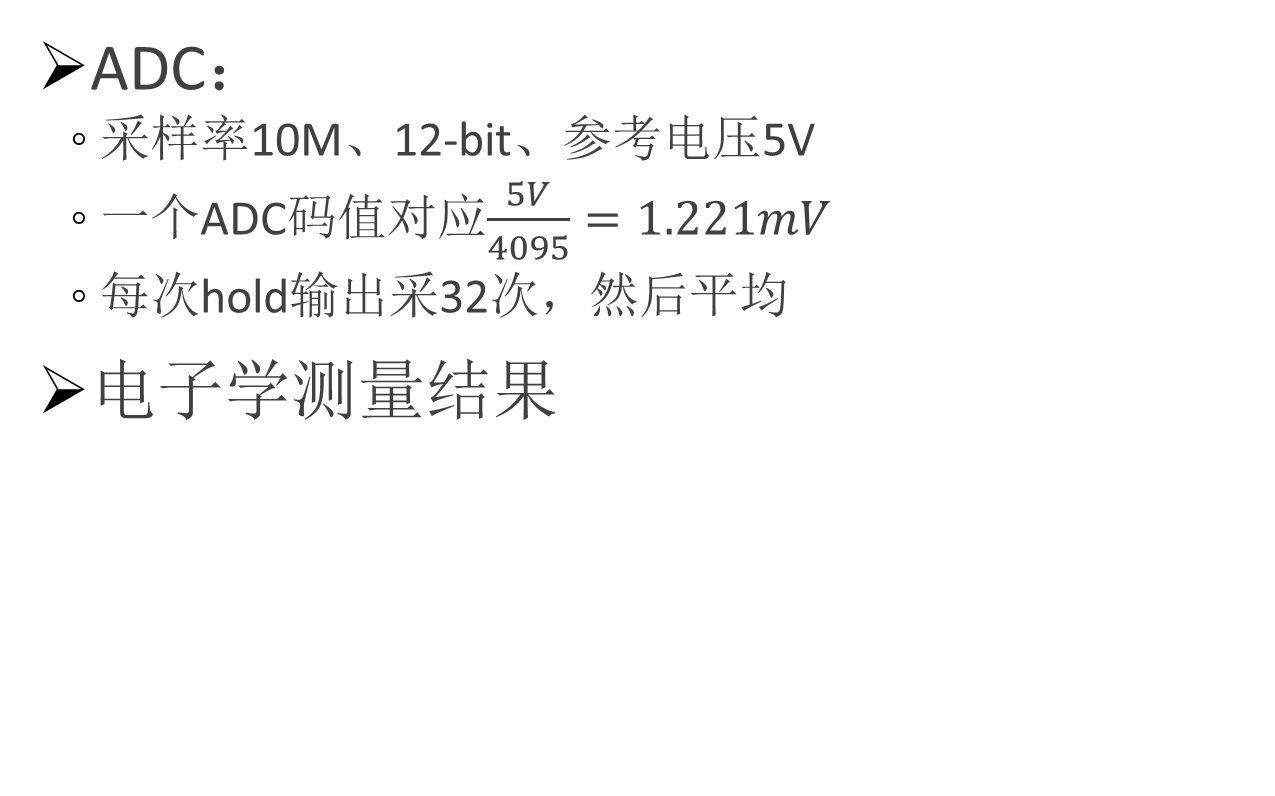 ADC：
采样率10M、12-bit、参考电压5V
一个ADC码值对应5V/4095 = 1.221mV
每次hold输出采32次，然后平均
电子学测量结果